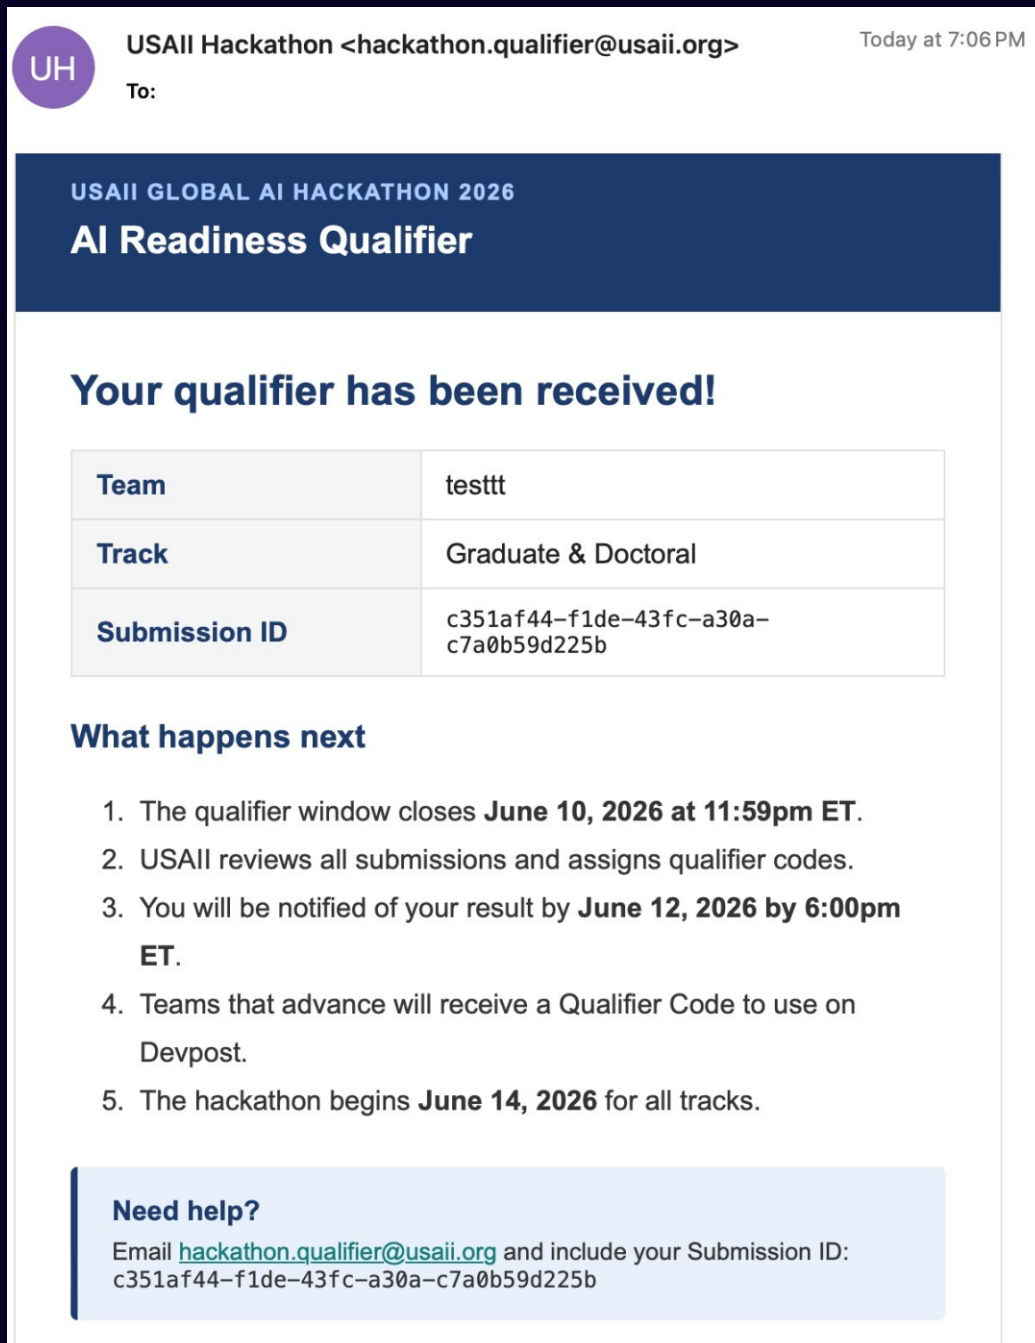 UH
USAII Hackathon <hackathon.qualifier@usaii.org>
Today at 7:06 PM
To:
USAII GLOBAL AI HACKATHON 2026
AI Readiness Qualifier
Your qualifier has been received!
Team
testtt
Track
Graduate & Doctoral
Submission ID
c351af44-f1de-43fc-a30a-
c7a0b59d225b
What happens next
1. The qualifier window closes June 10, 2026 at 11:59pm ET.
2. USAII reviews all submissions and assigns qualifier codes.
3. You will be notified of your result by June 12, 2026 by 6:00pm
ET.
4. Teams that advance will receive a Qualifier Code to use on
Devpost.
5. The hackathon begins June 14, 2026 for all tracks.
Need help?
Email hackathon.qualifier@usaii.org and include your Submission ID:
c351af44-f1de-43fc-a30a-c7a0b59d225b